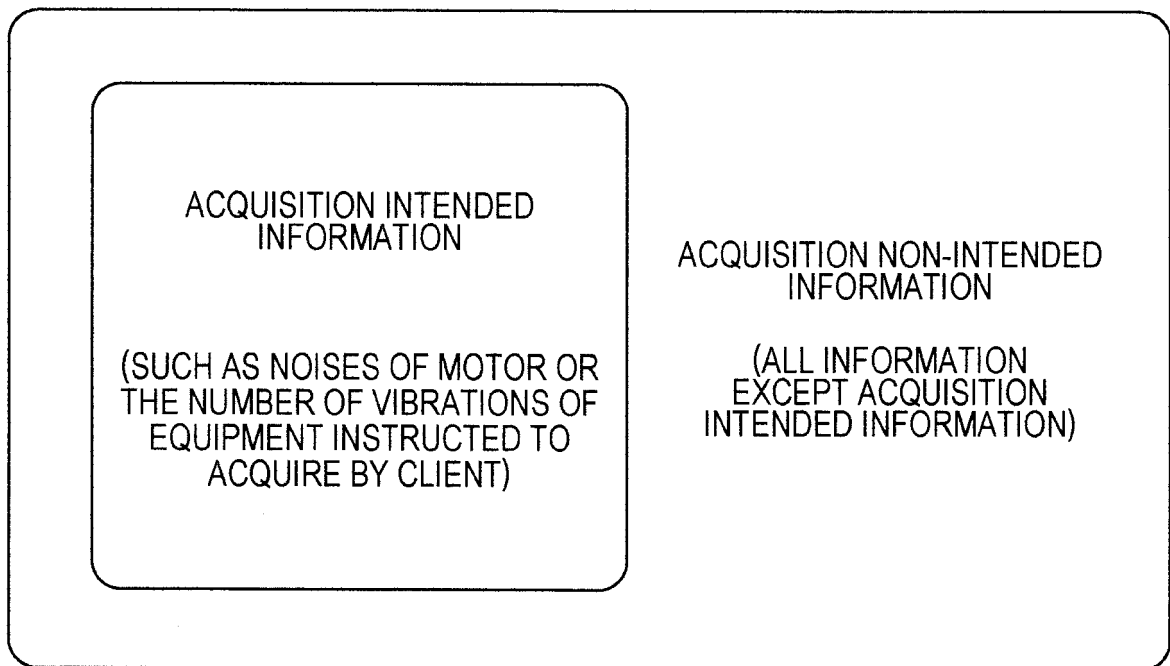 ACQUISITION INTENDED
INFORMATION
(SUCH AS NOISES OF MOTOR OR
THE NUMBER OF VIBRATIONS OF
EQUIPMENT INSTRUCTED TO
ACQUIRE BY CLIENT)
ACQUISITION NON-INTENDED
INFORMATION
(ALL INFORMATION
EXCEPT ACQUISITION
INTENDED INFORMATION)